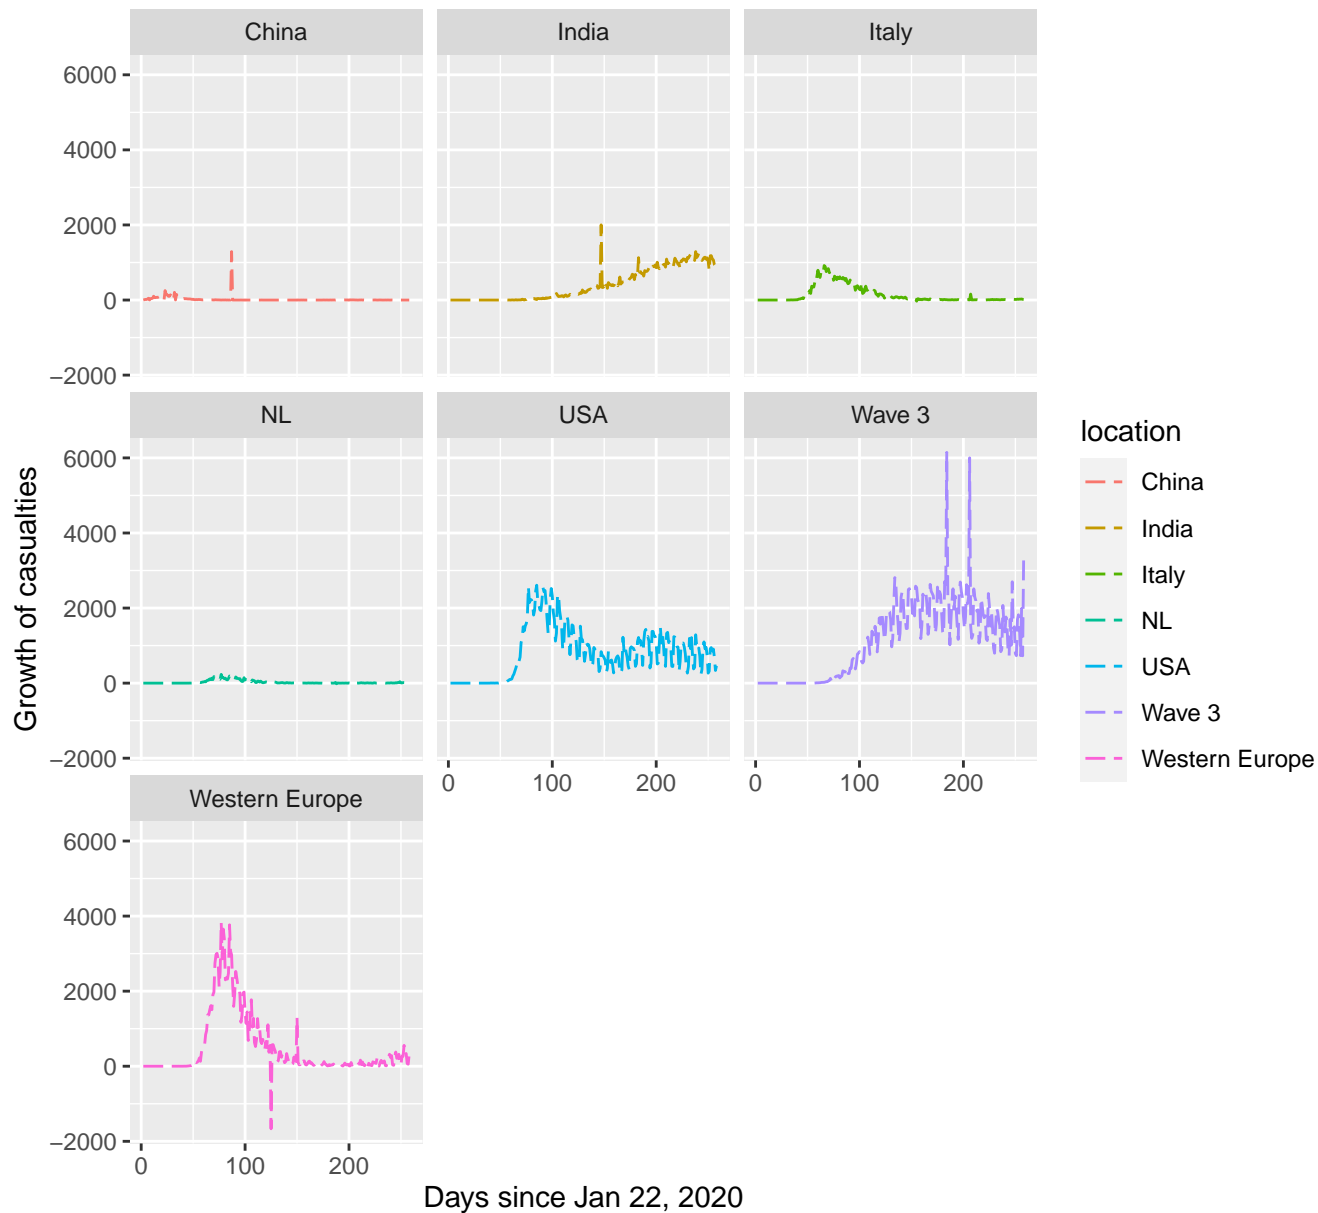 China
India
Italy
6000
4000
2000
0
−2000
NL
USA
Wave 3
6000
4000
2000
0
−2000
0
100
200
0
100
200
Western Europe
6000
4000
2000
0
−2000
0
100
200
Growth of casualties
Days since Jan 22, 2020
location
China
India
Italy
NL
USA
Wave 3
Western Europe